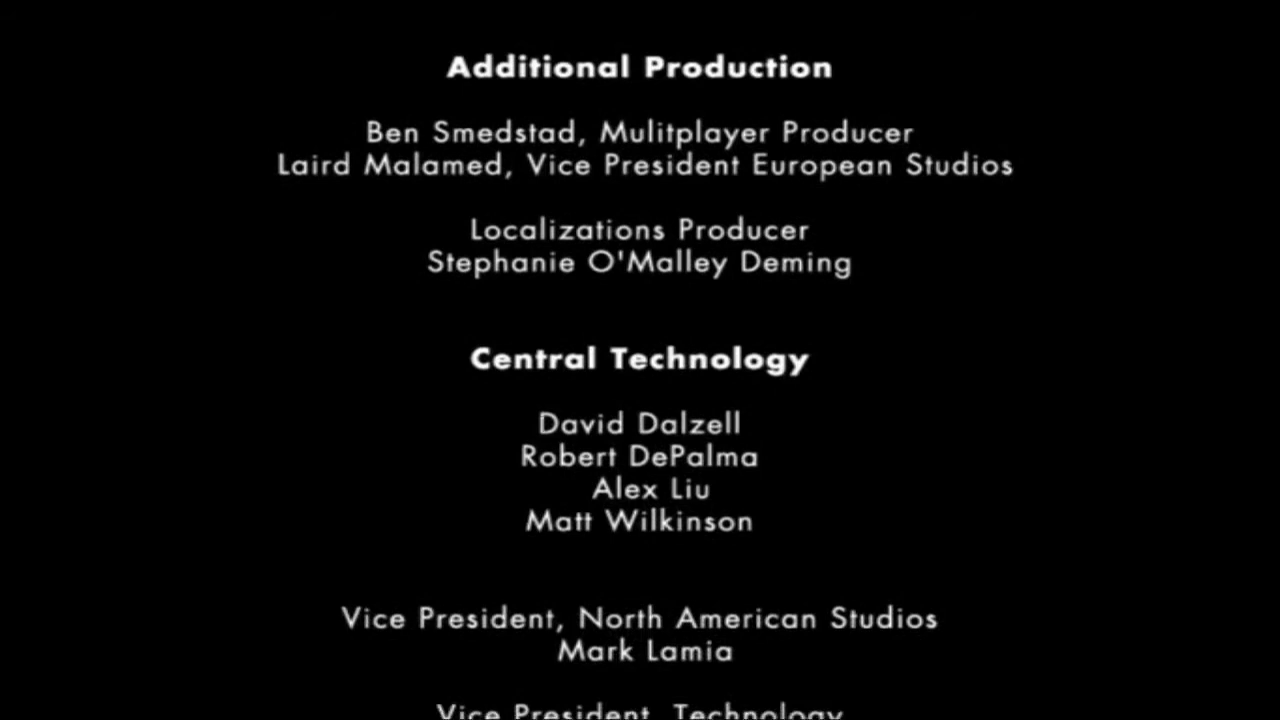 Additional Production
Ben Smedstad, Mulitplayer Producer
Laird Malamed, Vice President European Studios
Localizations Producer
Stephanie O'Malley Deming
Central Technology
David Dalzell
Robert DePalma
Alex Liu
Matt Wilkinson
Vice President, North American Studios
Mark Lamia
Vice President, Technology